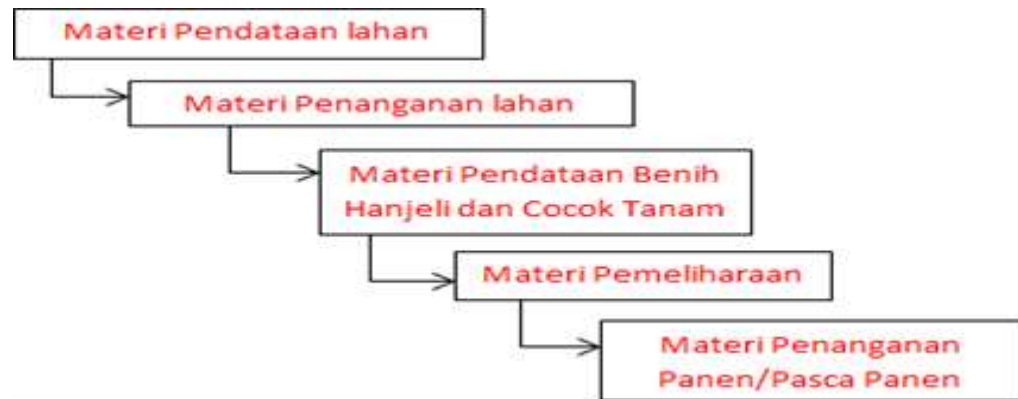 Materi Pendataan lahan
Materi Penanganan lahan
Materi Pendataan Benih
Hanjeli dan Cocok Tanam
Materi Pemeliharaan
Materi Penanganan
Panen/Pasca Panen